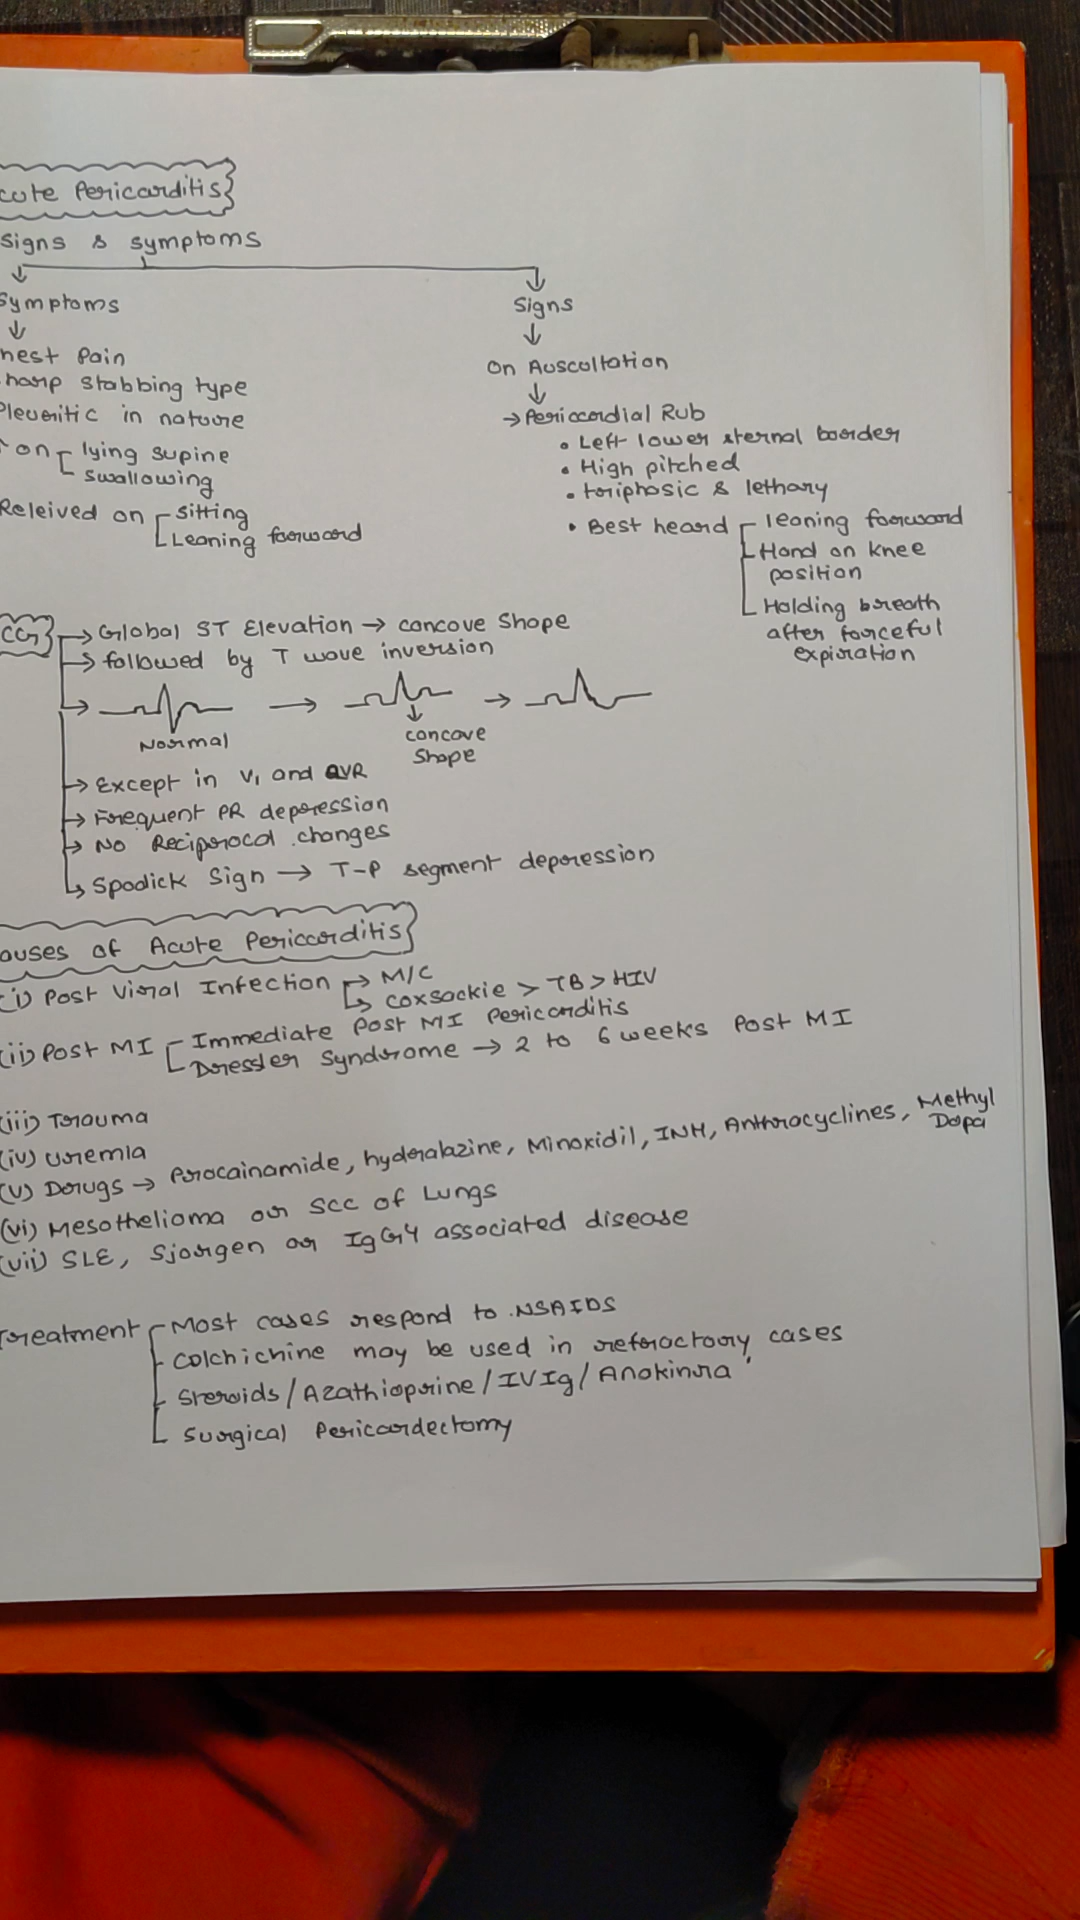 cute Pericarditis
signs & symptoms
symptoms
hest Pain
harp stabbing type
Pleuritic in nature
on lying supine
swallowing
Releived on sitting
Leaning forward
Signs
On Auscultation
→ Pericardial Rub
• Left lower sternal border
• High pitched
• triphasic & lethary
• Best heard leaning forward
Hand on knee
position
Holding breath
after forceful
expiration
CG → Global ST Elevation → concave Shape
→ followed by T wave inversion
→ → →
Normal
concave
Shape
→ Except in V1 and aVR
→ Frequent PR depression
→ No Reciprocal changes
→ Spodick Sign → T-P segment depression
auses of Acute Pericarditis
(i) Post Viral Infection → M/C
→ coxsackie > TB > HIV
(ii) Post MI Immediate Post MI Pericarditis
Dressler Syndrome → 2 to 6 weeks Post MI
(iii) Trauma
(iv) uremia
(v) Drugs → Procainamide, hydralazine, Minoxidil, INH, Anthracyclines, Methyl
Dopa
(vi) Mesothelioma or SCC of Lungs
(vii) SLE, Sjorgen or IgG4 associated disease
Treatment Most cases respond to NSAIDS
Colchichine may be used in refractory cases
Steroids / Azathioprine / IVIg / Anakinra
Surgical Pericardectomy